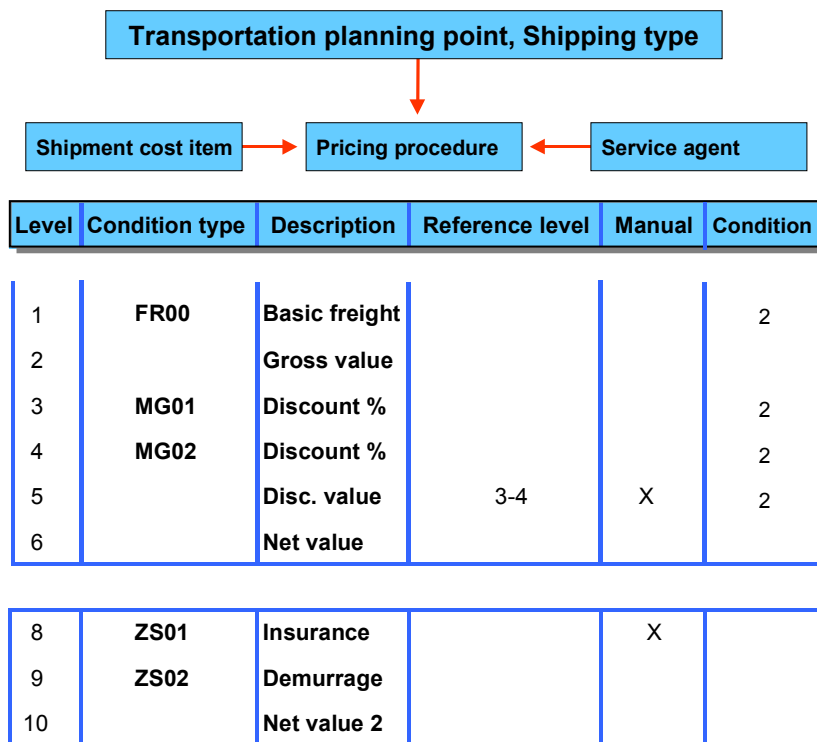 Transportation planning point, Shipping type
Shipment cost item Pricing procedure Service agent
Level Condition type Description Reference level Manual Condition
1 FR00 Basic freight 2
2 Gross value
3 MG01 Discount % 2
4 MG02 Discount % 2
5 Disc. value 3-4 X 2
6 Net value
8 ZS01 Insurance X
9 ZS02 Demurrage
10 Net value 2